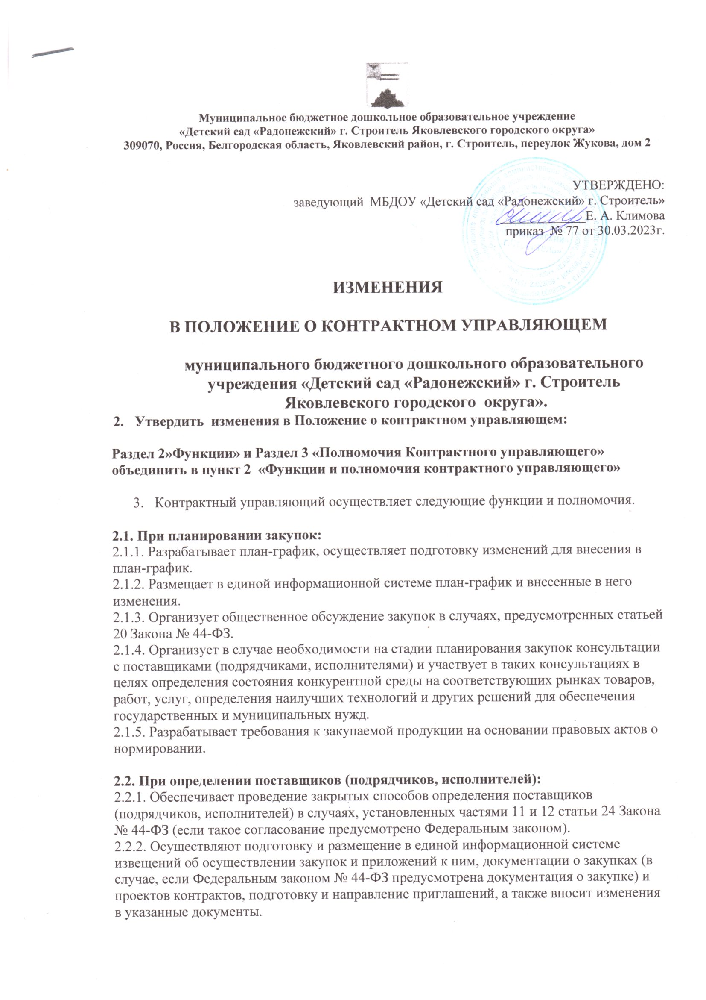 Муниципальное бюджетное дошкольное образовательное учреждение
«Детский сад «Радонежский» г. Строитель Яковлевского городского округа»
309070, Россия, Белгородская область, Яковлевский район, г. Строитель, переулок Жукова, дом 2
УТВЕРЖДЕНО:
заведующий МБДОУ «Детский сад «Радонежский» г. Строитель»
Е. А. Климова
приказ № 77 от 30.03.2023г.
ИЗМЕНЕНИЯ
В ПОЛОЖЕНИЕ О КОНТРАКТНОМ УПРАВЛЯЮЩЕМ
муниципального бюджетного дошкольного образовательного
учреждения «Детский сад «Радонежский» г. Строитель
Яковлевского городского округа».
2. Утвердить изменения в Положение о контрактном управляющем:
Раздел 2»Функции» и Раздел 3 «Полномочия Контрактного управляющего»
объединить в пункт 2 «Функции и полномочия контрактного управляющего»
3. Контрактный управляющий осуществляет следующие функции и полномочия.
2.1. При планировании закупок:
2.1.1. Разрабатывает план-график, осуществляет подготовку изменений для внесения в
план-график.
2.1.2. Размещает в единой информационной системе план-график и внесенные в него
изменения.
2.1.3. Организует общественное обсуждение закупок в случаях, предусмотренных статьей
20 Закона № 44-ФЗ.
2.1.4. Организует в случае необходимости на стадии планирования закупок консультации
с поставщиками (подрядчиками, исполнителями) и участвует в таких консультациях в
целях определения состояния конкурентной среды на соответствующих рынках товаров,
работ, услуг, определения наилучших технологий и других решений для обеспечения
государственных и муниципальных нужд.
2.1.5. Разрабатывает требования к закупаемой продукции на основании правовых актов о
нормировании.
2.2. При определении поставщиков (подрядчиков, исполнителей):
2.2.1. Обеспечивает проведение закрытых способов определения поставщиков
(подрядчиков, исполнителей) в случаях, установленных частями 11 и 12 статьи 24 Закона
№ 44-ФЗ (если такое согласование предусмотрено Федеральным законом).
2.2.2. Осуществляют подготовку и размещение в единой информационной системе
извещений об осуществлении закупок и приложений к ним, документации о закупках (в
случае, если Федеральным законом № 44-ФЗ предусмотрена документация о закупке) и
проектов контрактов, подготовку и направление приглашений, а также вносит изменения
в указанные документы.